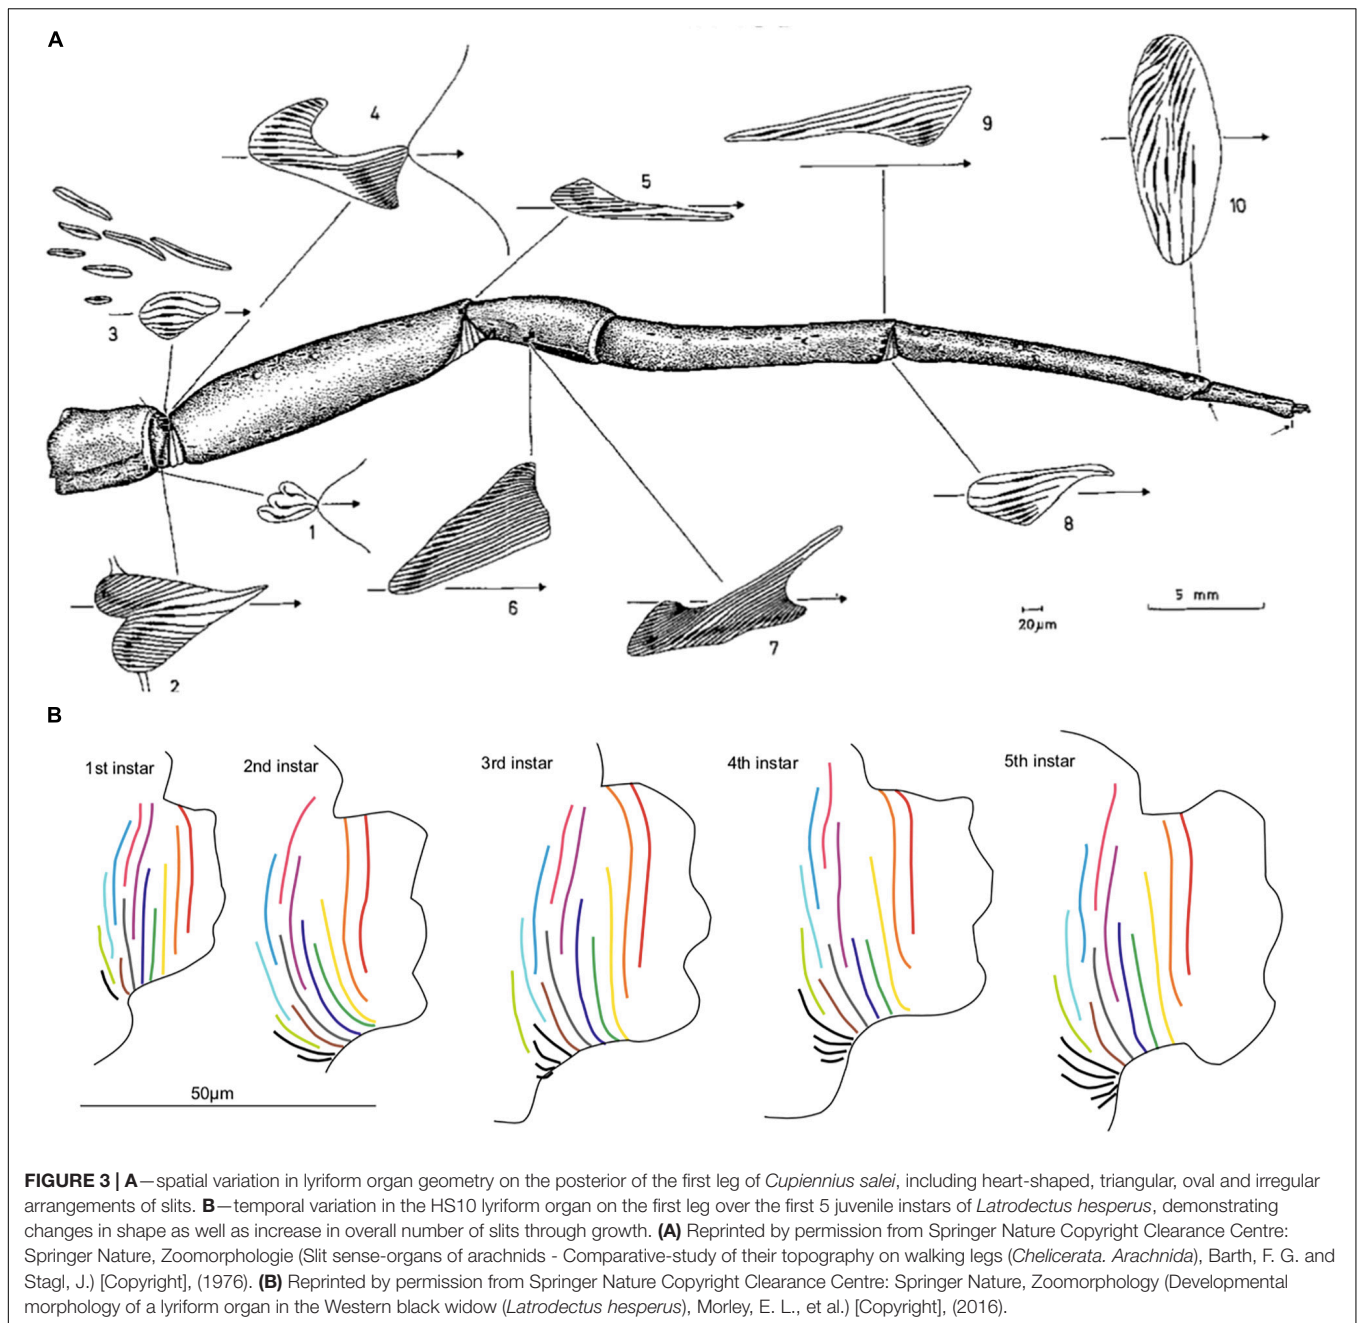 A
4
9
10
5
3
1
8
6
7
2
5 mm
20µm
B
1st instar
2nd instar
3rd instar
4th instar
5th instar
50µm
FIGURE 3 | A—spatial variation in lyriform organ geometry on the posterior of the first leg of Cupiennius salei, including heart-shaped, triangular, oval and irregular
arrangements of slits. B—temporal variation in the HS10 lyriform organ on the first leg over the first 5 juvenile instars of Latrodectus hesperus, demonstrating
changes in shape as well as increase in overall number of slits through growth. (A) Reprinted by permission from Springer Nature Copyright Clearance Centre:
Springer Nature, Zoomorphologie (Slit sense-organs of arachnids - Comparative-study of their topography on walking legs (Chelicerata. Arachnida), Barth, F. G. and
Stagl, J.) [Copyright], (1976). (B) Reprinted by permission from Springer Nature Copyright Clearance Centre: Springer Nature, Zoomorphology (Developmental
morphology of a lyriform organ in the Western black widow (Latrodectus hesperus), Morley, E. L., et al.) [Copyright], (2016).